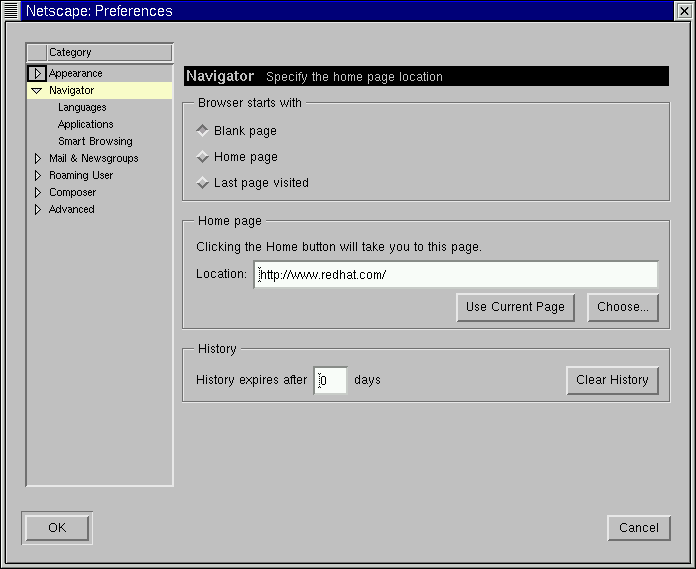 Netscape: Preferences
Category
Appearance
Navigator
Languages
Applications
Smart Browsing
Mail & Newsgroups
Roaming User
Composer
Advanced
Navigator Specify the home page location
Browser starts with
Blank page
Home page
Last page visited
Home page
Clicking the Home button will take you to this page.
Location: http://www.redhat.com/
Use Current Page Choose...
History
History expires after 0 days Clear History
OK Cancel